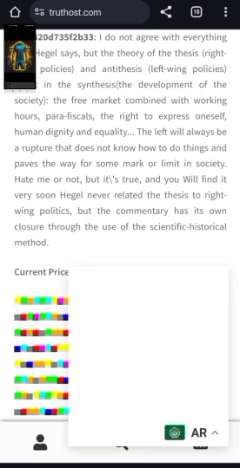 truthost.com
18
i20d735f2b33: I do not agree with everything
Hegel says, but the theory of the thesis (right-
policies) and antithesis (left-wing policies)
in the synthesis(the development of the
society): the free market combined with working
hours, para-fiscals, the right to express oneself,
human dignity and equality... The left will always be
a rupture that does not know how to do things and
paves the way for some mark or limit in society.
Hate me or not, but it\'s true, and you Will find it
very soon Hegel never related the thesis to right-
wing politics, but the commentary has its own
closure through the use of the scientific-historical
method.
Current Price
AR